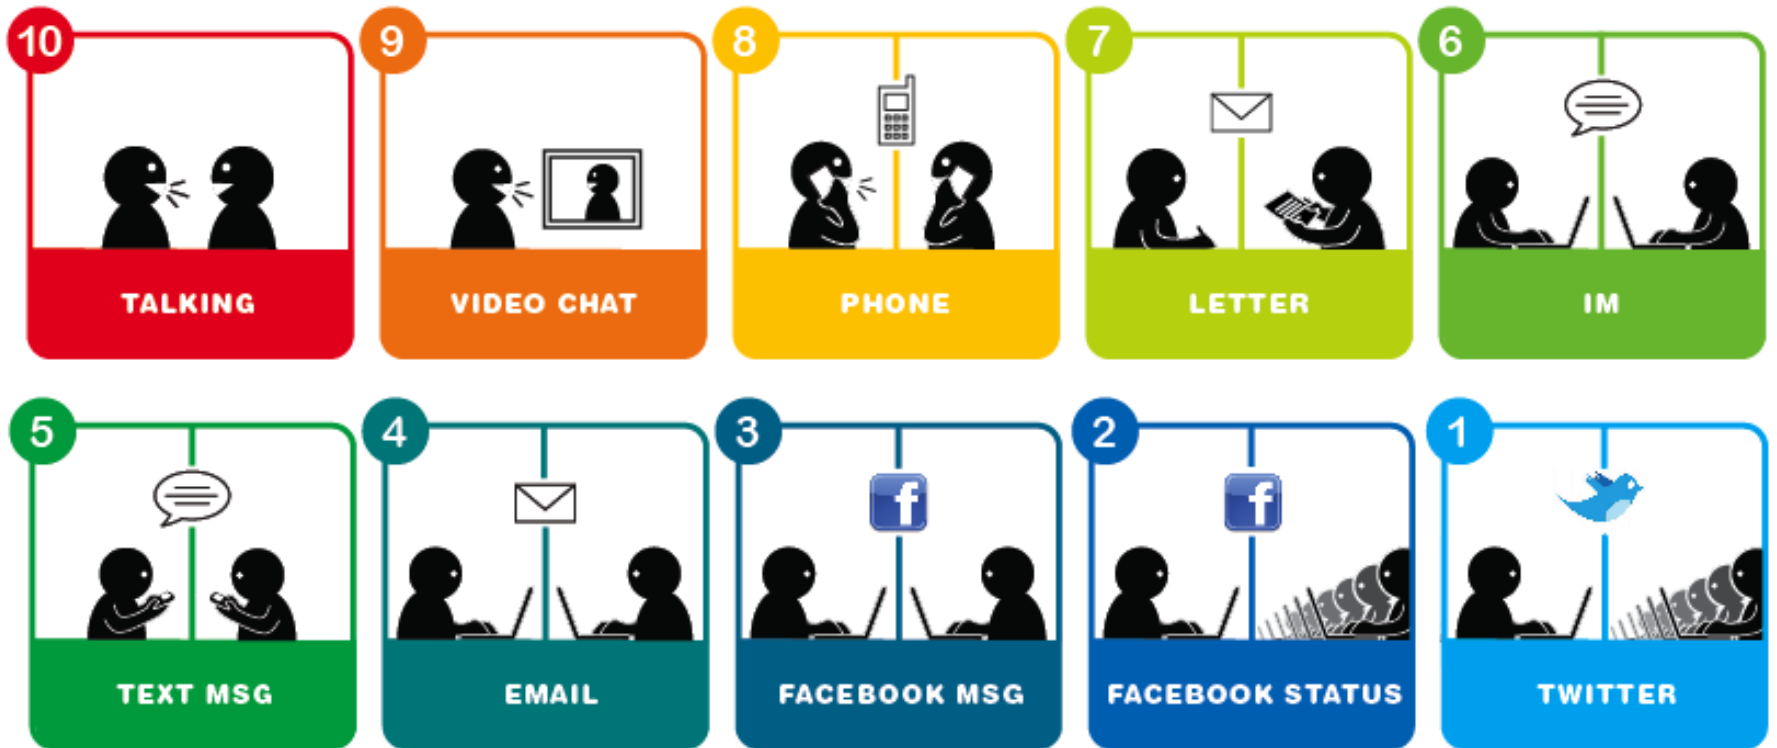 10
TALKING
9
VIDEO CHAT
8
PHONE
7
LETTER
6
IM
5
TEXT MSG
4
EMAIL
3
f
FACEBOOK MSG
2
f
FACEBOOK STATUS
1
TWITTER